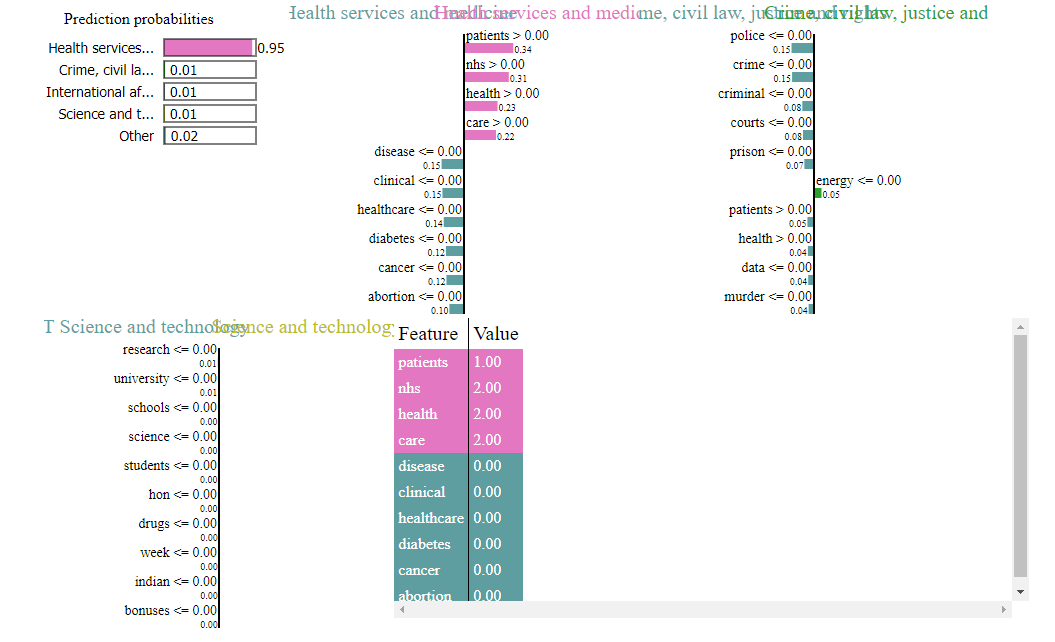 Prediction probabilities
Health services... 0.95
Crime, civil la... 0.01
International af... 0.01
Science and t... 0.01
Other 0.02
Health services and medicine
Health services and medic
me, civil law, justice and rights
Crime, civil law, justice and
patients > 0.00
0.34
nhs > 0.00
0.31
health > 0.00
0.23
care > 0.00
0.22
disease <= 0.00
0.15
clinical <= 0.00
0.15
healthcare <= 0.00
0.14
diabetes <= 0.00
0.12
cancer <= 0.00
0.12
abortion <= 0.00
0.10
police <= 0.00
0.15
crime <= 0.00
0.15
criminal <= 0.00
0.08
courts <= 0.00
0.08
prison <= 0.00
0.07
energy <= 0.00
0.05
patients > 0.00
0.05
health > 0.00
0.04
data <= 0.00
0.04
murder <= 0.00
0.04
T Science and technology
Science and technolog
research <= 0.00
0.01
university <= 0.00
0.01
schools <= 0.00
0.00
science <= 0.00
0.00
students <= 0.00
0.00
hon <= 0.00
0.00
drugs <= 0.00
0.00
week <= 0.00
0.00
indian <= 0.00
0.00
bonuses <= 0.00
0.00
Feature Value
patients 1.00
nhs 2.00
health 2.00
care 2.00
disease 0.00
clinical 0.00
healthcare 0.00
diabetes 0.00
cancer 0.00
abortion 0.00